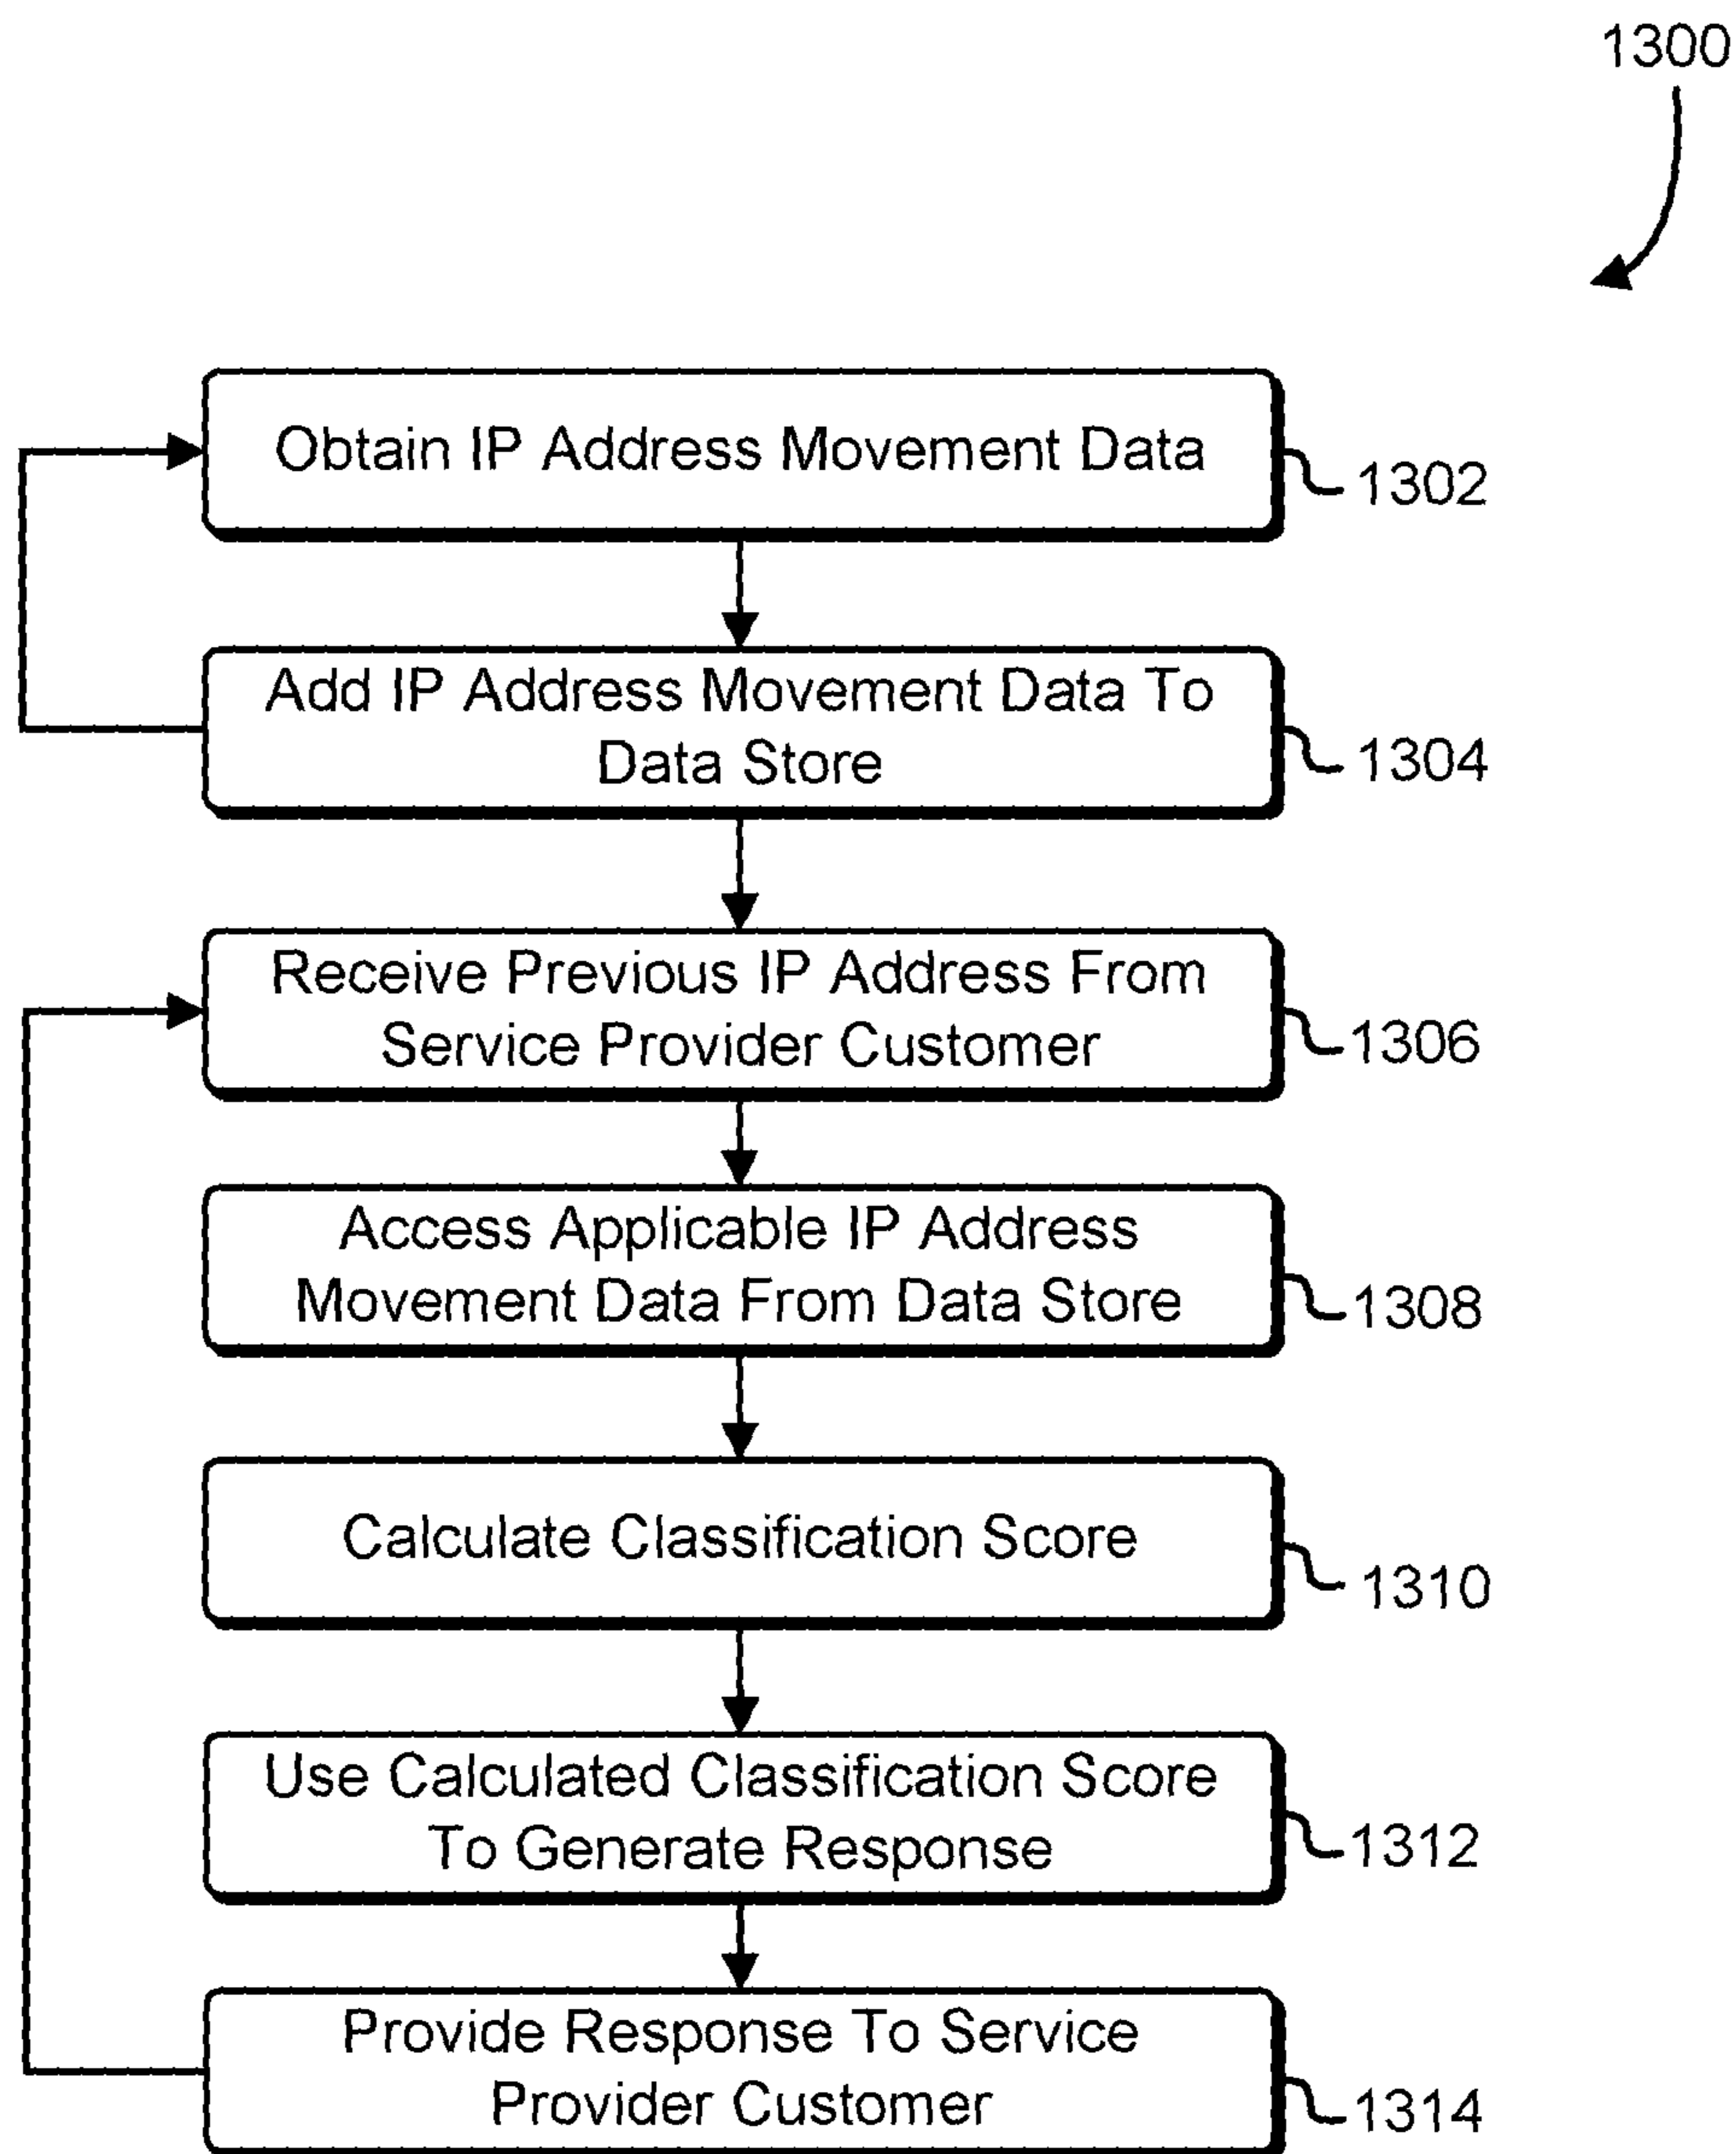 1300
Obtain IP Address Movement Data
1302
Add IP Address Movement Data To
Data Store
1304
Receive Previous IP Address From
Service Provider Customer
1306
Access Applicable IP Address
Movement Data From Data Store
1308
Calculate Classification Score
1310
Use Calculated Classification Score
To Generate Response
1312
Provide Response To Service
Provider Customer
1314